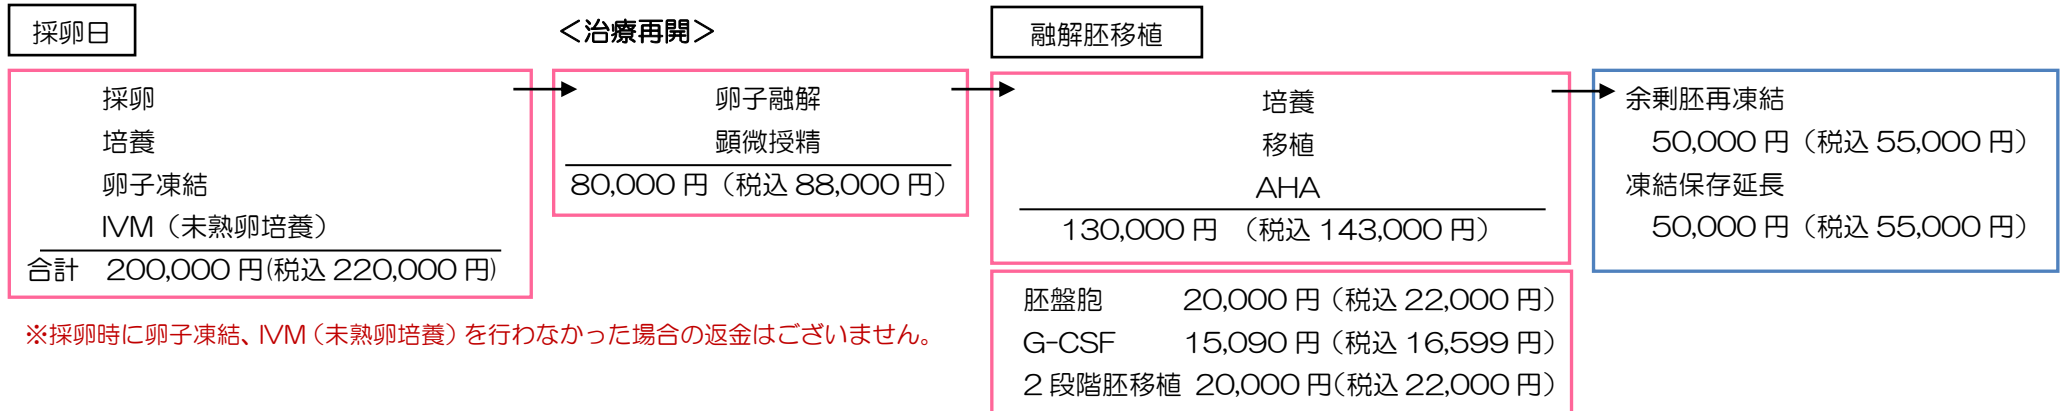 採卵日
採卵
培養
卵子凍結
IVM（未熟卵培養）
合計 200,000 円(税込 220,000 円)
※採卵時に卵子凍結、IVM（未熟卵培養）を行わなかった場合の返金はございません。
＜治療再開＞
卵子融解
顕微授精
80,000 円（税込 88,000 円）
融解胚移植
培養
移植
AHA
130,000 円 （税込 143,000 円）
胚盤胞 20,000 円（税込 22,000 円）
G-CSF 15,090 円（税込 16,599 円）
2 段階胚移植 20,000 円(税込 22,000 円）
余剰胚再凍結
50,000 円（税込 55,000 円）
凍結保存延長
50,000 円（税込 55,000 円）